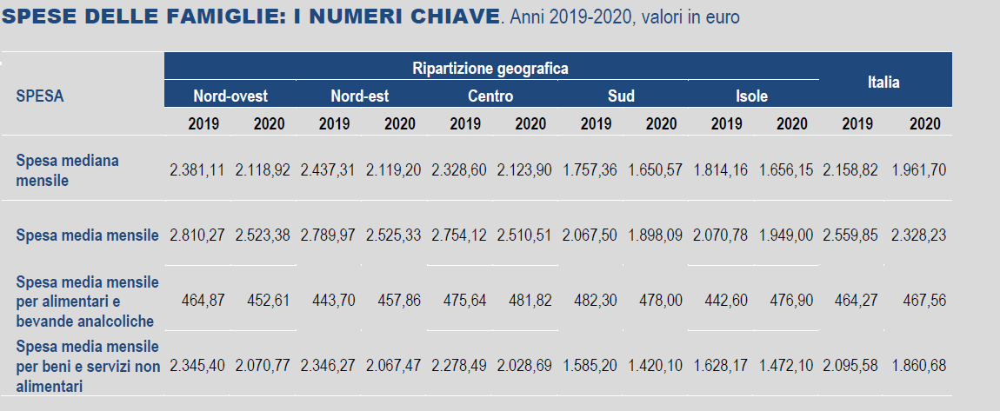 SPESE DELLE FAMIGLIE: I NUMERI CHIAVE. Anni 2019-2020, valori in euro
SPESA
Ripartizione geografica
Italia
Nord-ovest Nord-est Centro Sud Isole
2019 2020 2019 2020 2019 2020 2019 2020 2019 2020 2019 2020
Spesa mediana
mensile
2.381,11 2.118,92 2.437,31 2.119,20 2.328,60 2.123,90 1.757,36 1.650,57 1.814,16 1.656,15 2.158,82 1.961,70
Spesa media mensile 2.810,27 2.523,38 2.789,97 2.525,33 2.754,12 2.510,51 2.067,50 1.898,09 2.070,78 1.949,00 2.559,85 2.328,23
Spesa media mensile
per alimentari e 464,87 452,61 443,70 457,86 475,64 481,82 482,30 478,00 442,60 476,90 464,27 467,56
bevande analcoliche
Spesa media mensile
per beni e servizi non 2.345,40 2.070,77 2.346,27 2.067,47 2.278,49 2.028,69 1.585,20 1.420,10 1.628,17 1.472,10 2.095,58 1.860,68
alimentari